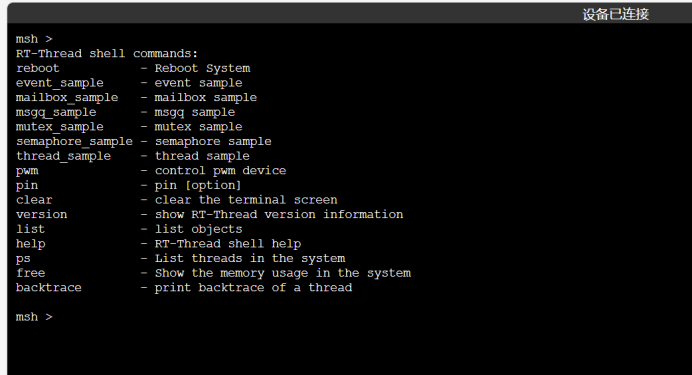 设备已连接
msh >
RT-Thread shell commands:
reboot           - Reboot System
event_sample     - event sample
mailbox_sample   - mailbox sample
msgq_sample      - msgq sample
mutex_sample     - mutex sample
semaphore_sample - semaphore sample
thread_sample    - thread sample
pwm              - control pwm device
pin              - pin [option]
clear            - clear the terminal screen
version          - show RT-Thread version information
list             - list objects
help             - RT-Thread shell help
ps               - List threads in the system
free             - Show the memory usage in the system
backtrace        - print backtrace of a thread
msh >